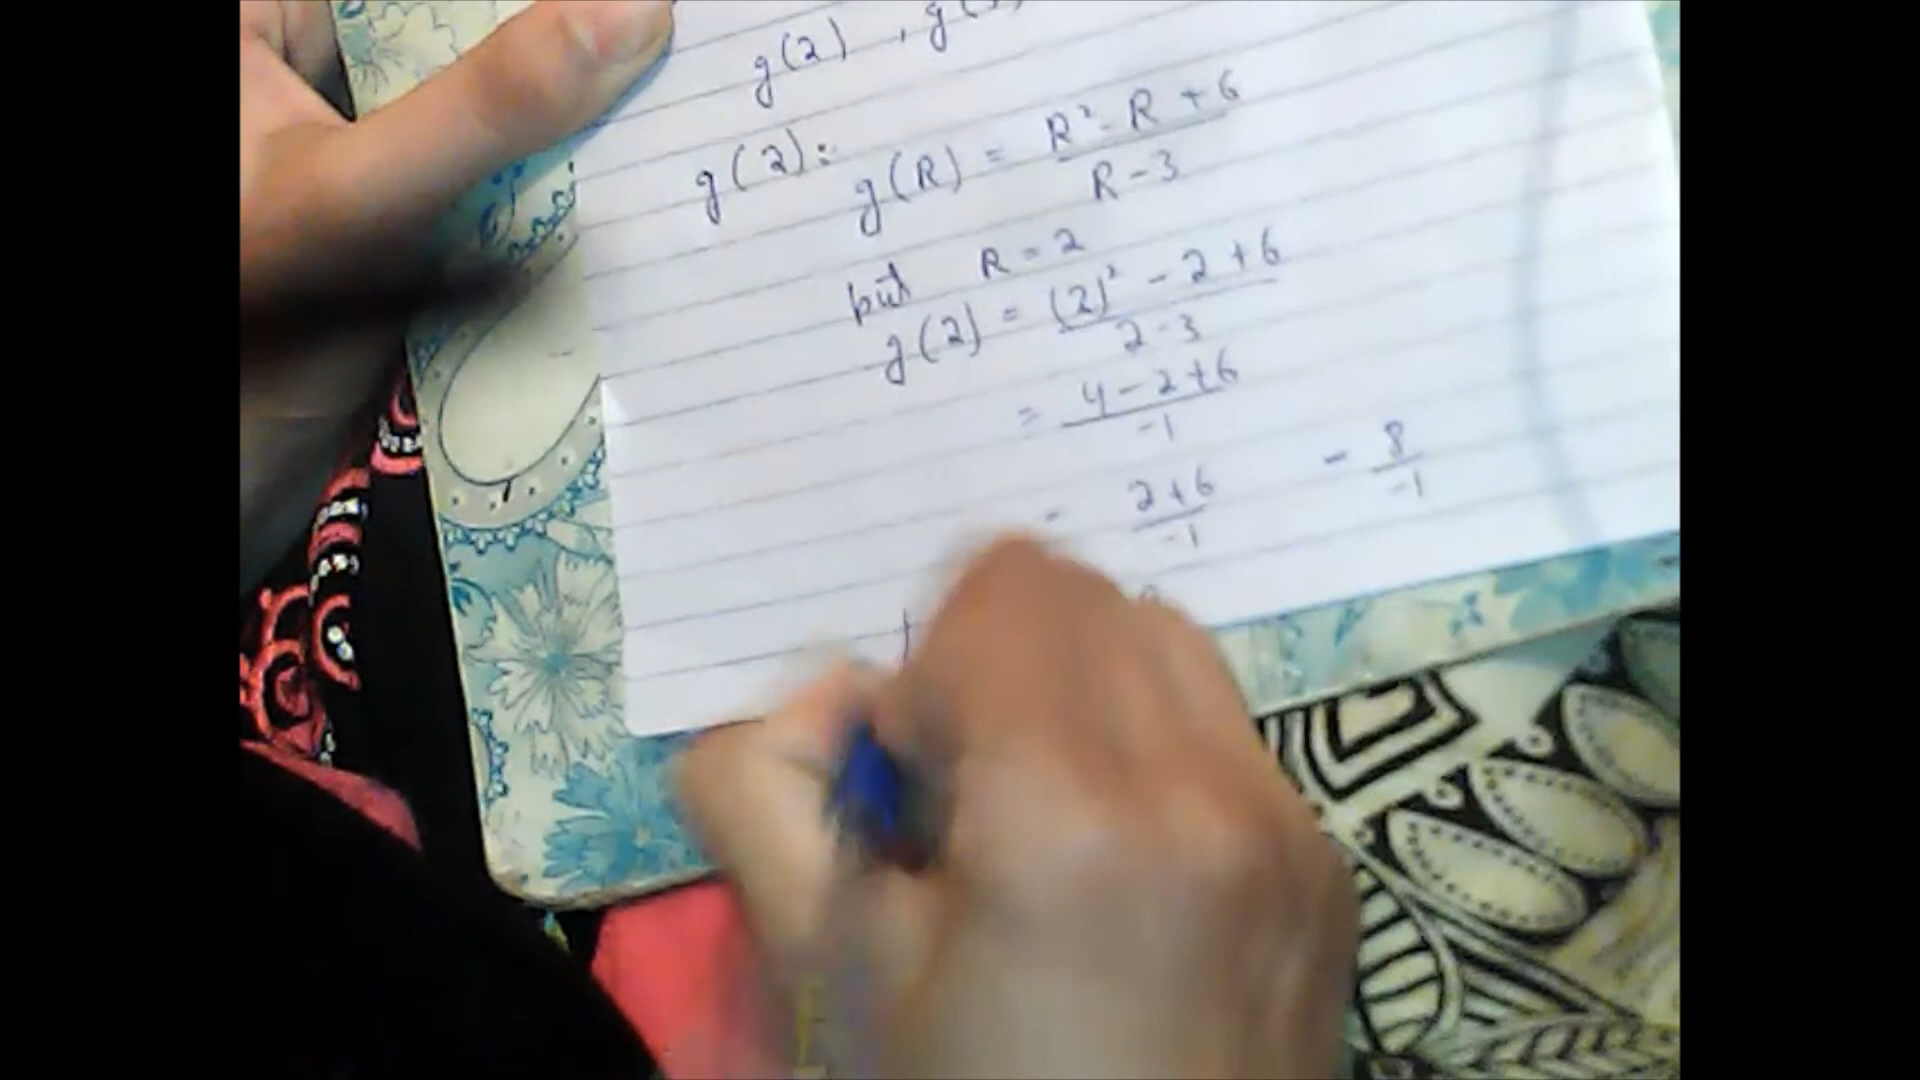 g(2) , g(
g(2): g(R) = R² - R + 6 / R - 3
put R = 2
g(2) = (2)² - 2 + 6 / 2 - 3
= 4 - 2 + 6 / -1
= 2 + 6 / -1 = 8 / -1